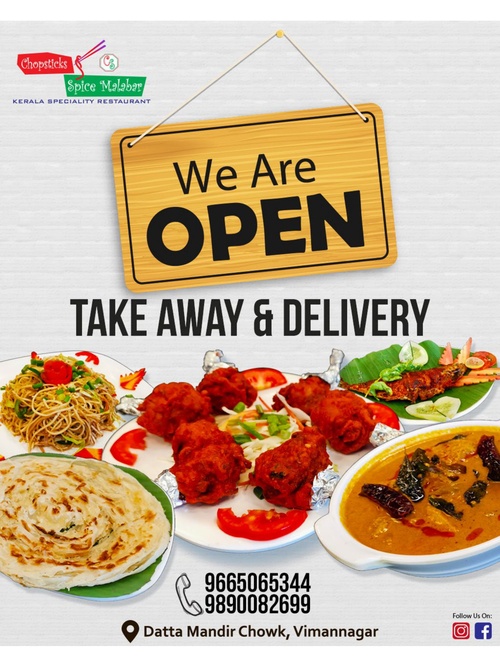 Chopsticks
CS
Spice Malabar
KERALA SPECIALITY RESTAURANT
We Are
OPEN
TAKE AWAY & DELIVERY
9665065344
9890082699
Datta Mandir Chowk, Vimannagar
Follow Us On: